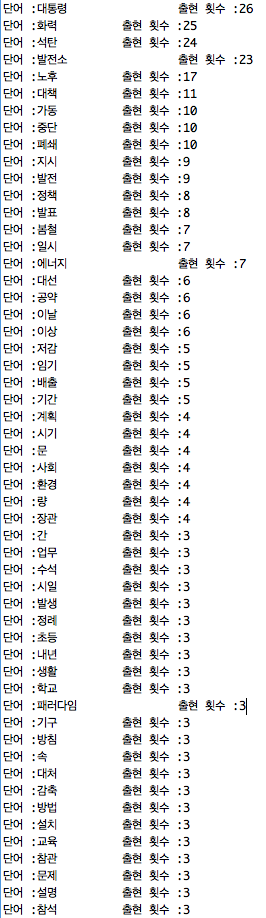 단어 :대통령 출현 횟수 :26
단어 :화력 출현 횟수 :25
단어 :석탄 출현 횟수 :24
단어 :발전소 출현 횟수 :23
단어 :노후 출현 횟수 :17
단어 :대책 출현 횟수 :11
단어 :가동 출현 횟수 :10
단어 :중단 출현 횟수 :10
단어 :폐쇄 출현 횟수 :10
단어 :지시 출현 횟수 :9
단어 :발전 출현 횟수 :9
단어 :정책 출현 횟수 :8
단어 :발표 출현 횟수 :8
단어 :봄철 출현 횟수 :7
단어 :일시 출현 횟수 :7
단어 :에너지 출현 횟수 :7
단어 :대선 출현 횟수 :6
단어 :공약 출현 횟수 :6
단어 :이날 출현 횟수 :6
단어 :이상 출현 횟수 :6
단어 :저감 출현 횟수 :5
단어 :임기 출현 횟수 :5
단어 :배출 출현 횟수 :5
단어 :기간 출현 횟수 :5
단어 :계획 출현 횟수 :4
단어 :시기 출현 횟수 :4
단어 :문 출현 횟수 :4
단어 :사회 출현 횟수 :4
단어 :환경 출현 횟수 :4
단어 :량 출현 횟수 :4
단어 :장관 출현 횟수 :4
단어 :간 출현 횟수 :3
단어 :업무 출현 횟수 :3
단어 :수석 출현 횟수 :3
단어 :시일 출현 횟수 :3
단어 :발생 출현 횟수 :3
단어 :정례 출현 횟수 :3
단어 :초등 출현 횟수 :3
단어 :내년 출현 횟수 :3
단어 :생활 출현 횟수 :3
단어 :학교 출현 횟수 :3
단어 :패러다임 출현 횟수 :3
단어 :기구 출현 횟수 :3
단어 :방침 출현 횟수 :3
단어 :속 출현 횟수 :3
단어 :대처 출현 횟수 :3
단어 :감축 출현 횟수 :3
단어 :방법 출현 횟수 :3
단어 :설치 출현 횟수 :3
단어 :교육 출현 횟수 :3
단어 :참관 출현 횟수 :3
단어 :문제 출현 횟수 :3
단어 :설명 출현 횟수 :3
단어 :참석 출현 횟수 :3